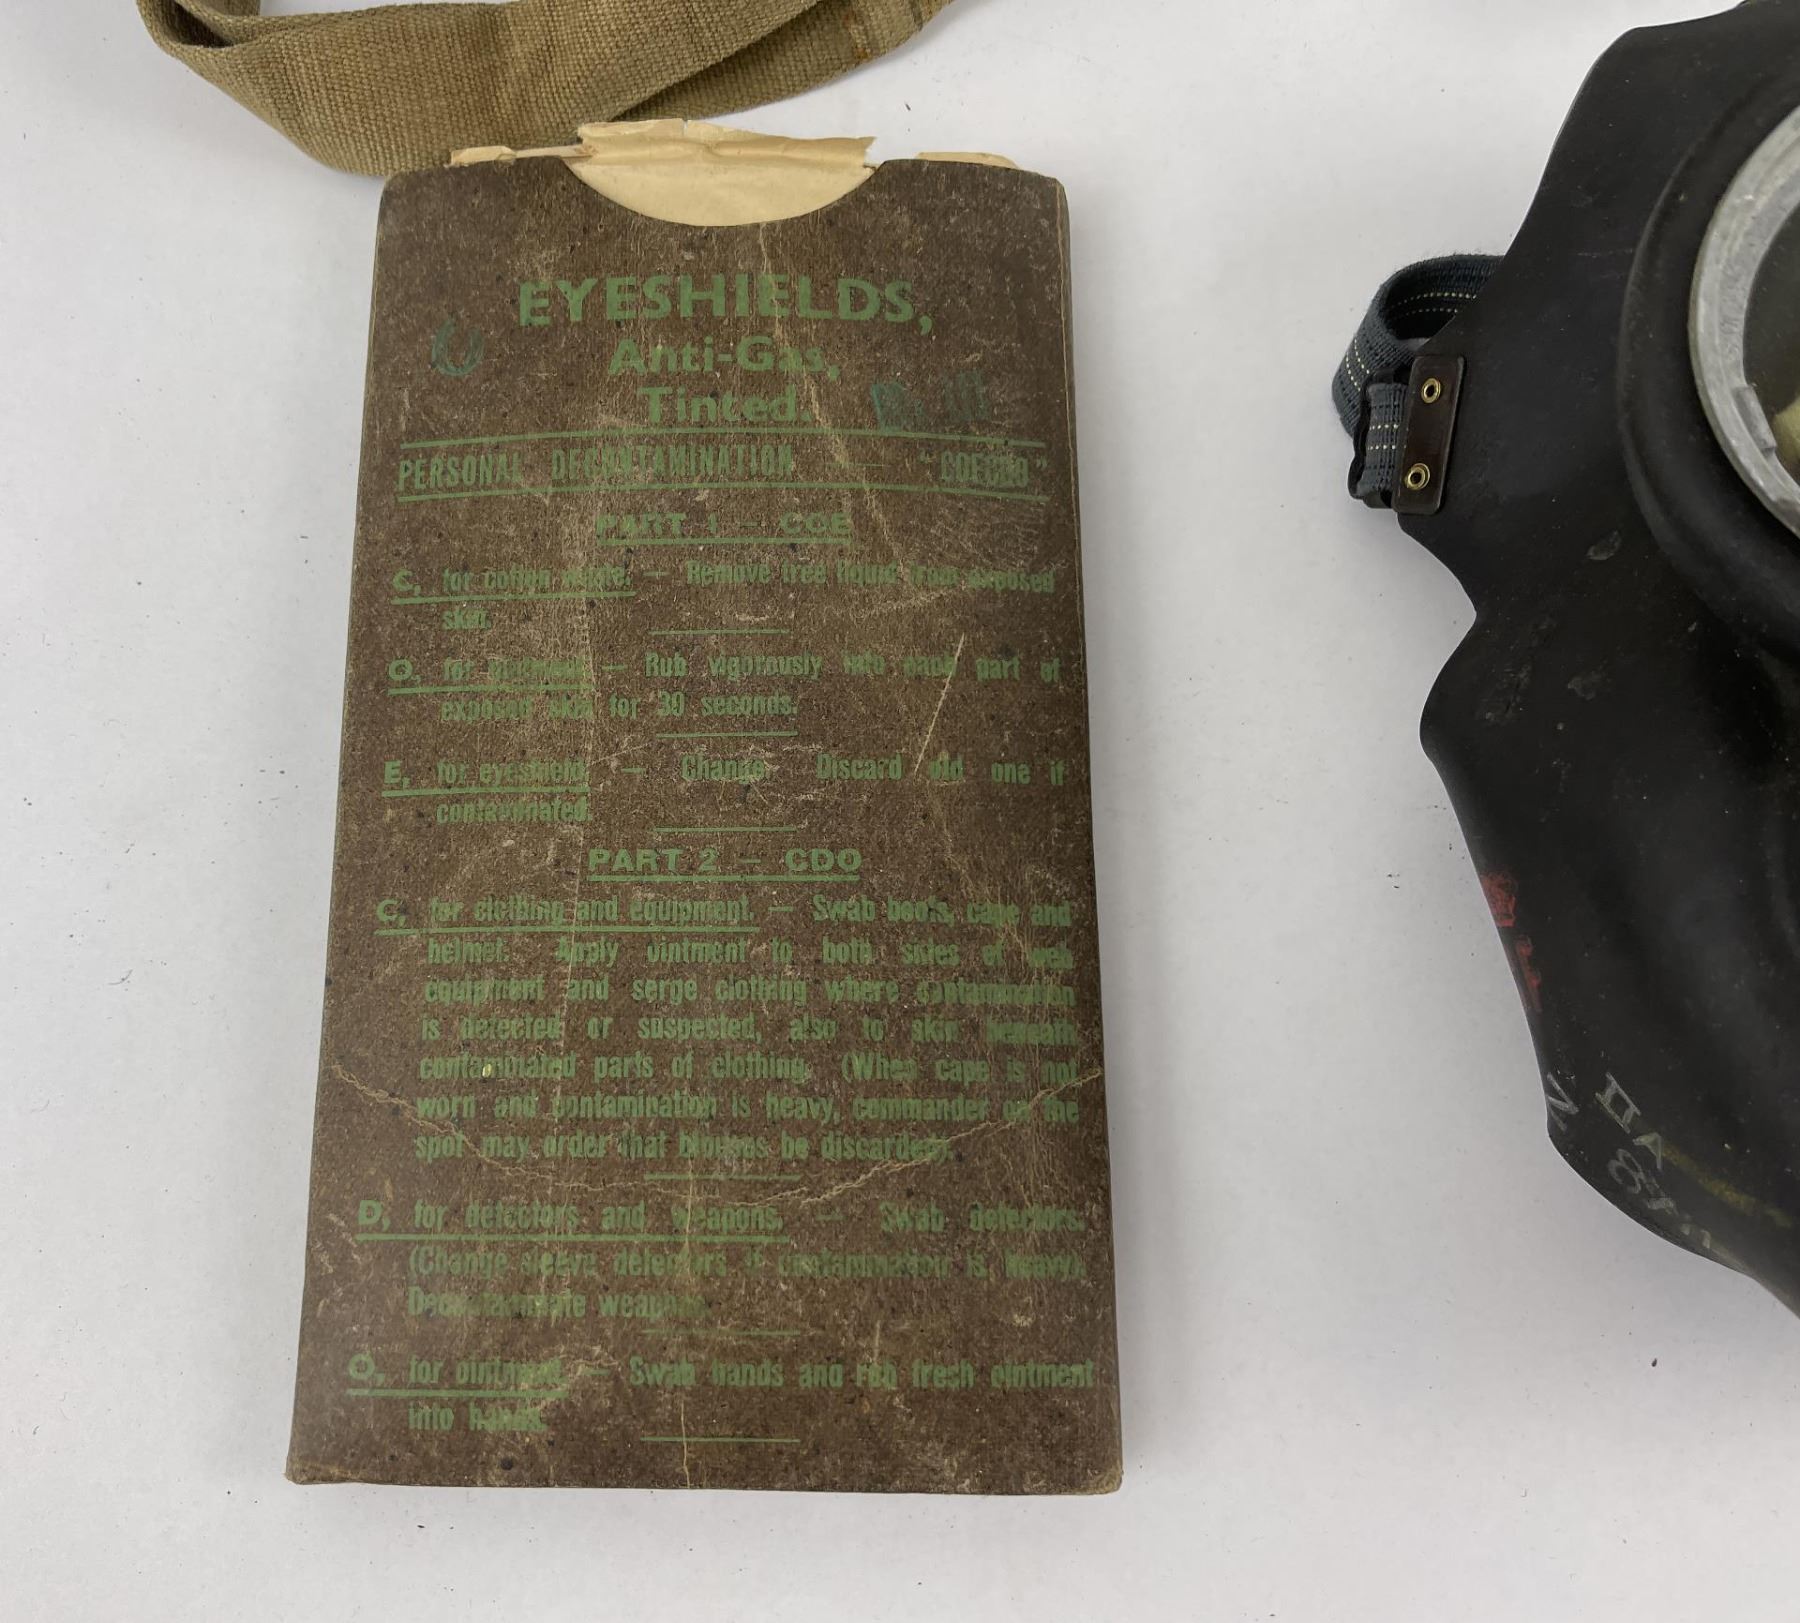 EYESHIELDS,
Anti-Gas,
Tinted.
Mk III
PERSONAL DECONTAMINATION — "COECDO"
PART 1 — COE
C, for cotton waste. — Remove free liquid from exposed
skin.
O, for ointment — Rub vigorously into each part of
exposed skin for 30 seconds.
E, for eyeshield. — Change. Discard old one if
contaminated.
PART 2 — CDO
C, for clothing and equipment. — Swab boots, cape and
helmet. Apply ointment to both sides of web
equipment and serge clothing where contamination
is detected or suspected, also to skin beneath
contaminated parts of clothing. (When cape is not
worn and contamination is heavy, commander on the
spot may order that blouses be discarded).
D, for detectors and weapons. — Swab detectors.
(Change sleeve detectors if contamination is heavy).
Decontaminate weapons.
O, for ointment. — Swab hands and rub fresh ointment
into hands.